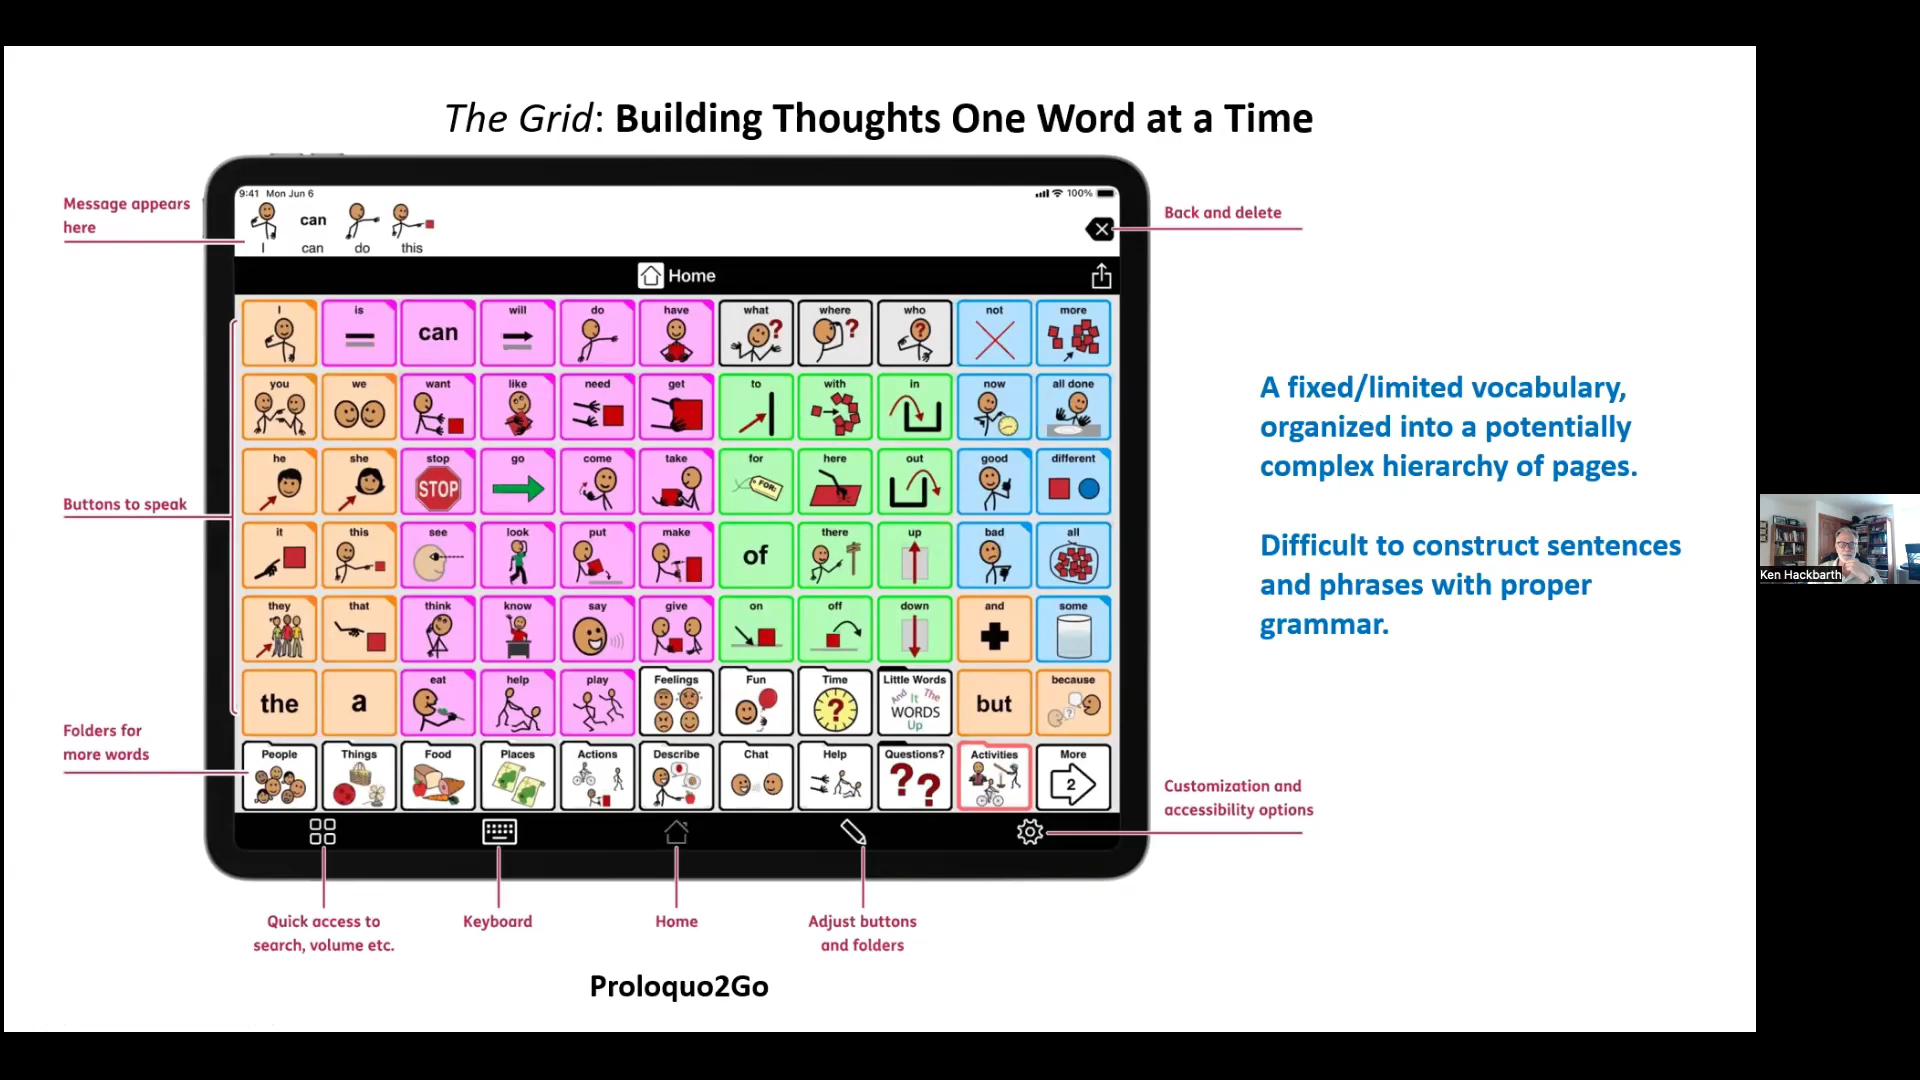 The Grid: Building Thoughts One Word at a Time
Message appears
here
9:41 Mon Jun 6
100%
can
I can do this
Back and delete
Home
I is can will do have what where who not more
you we want like need get to with in now all done
he she stop go come take for here out good different
STOP
FOR:
Buttons to speak
it this see look put make of there up bad all
they that think know say give on off down and some
the a eat help play Feelings Fun Time Little Words but because
And It The
WORDS
Up
Folders for
more words
People Things Food Places Actions Describe Chat Help Questions? Activities More
2
A fixed/limited vocabulary,
organized into a potentially
complex hierarchy of pages.
Difficult to construct sentences
and phrases with proper
grammar.
Customization and
accessibility options
Quick access to
search, volume etc.
Keyboard
Home
Adjust buttons
and folders
Proloquo2Go
Ken Hackbarth